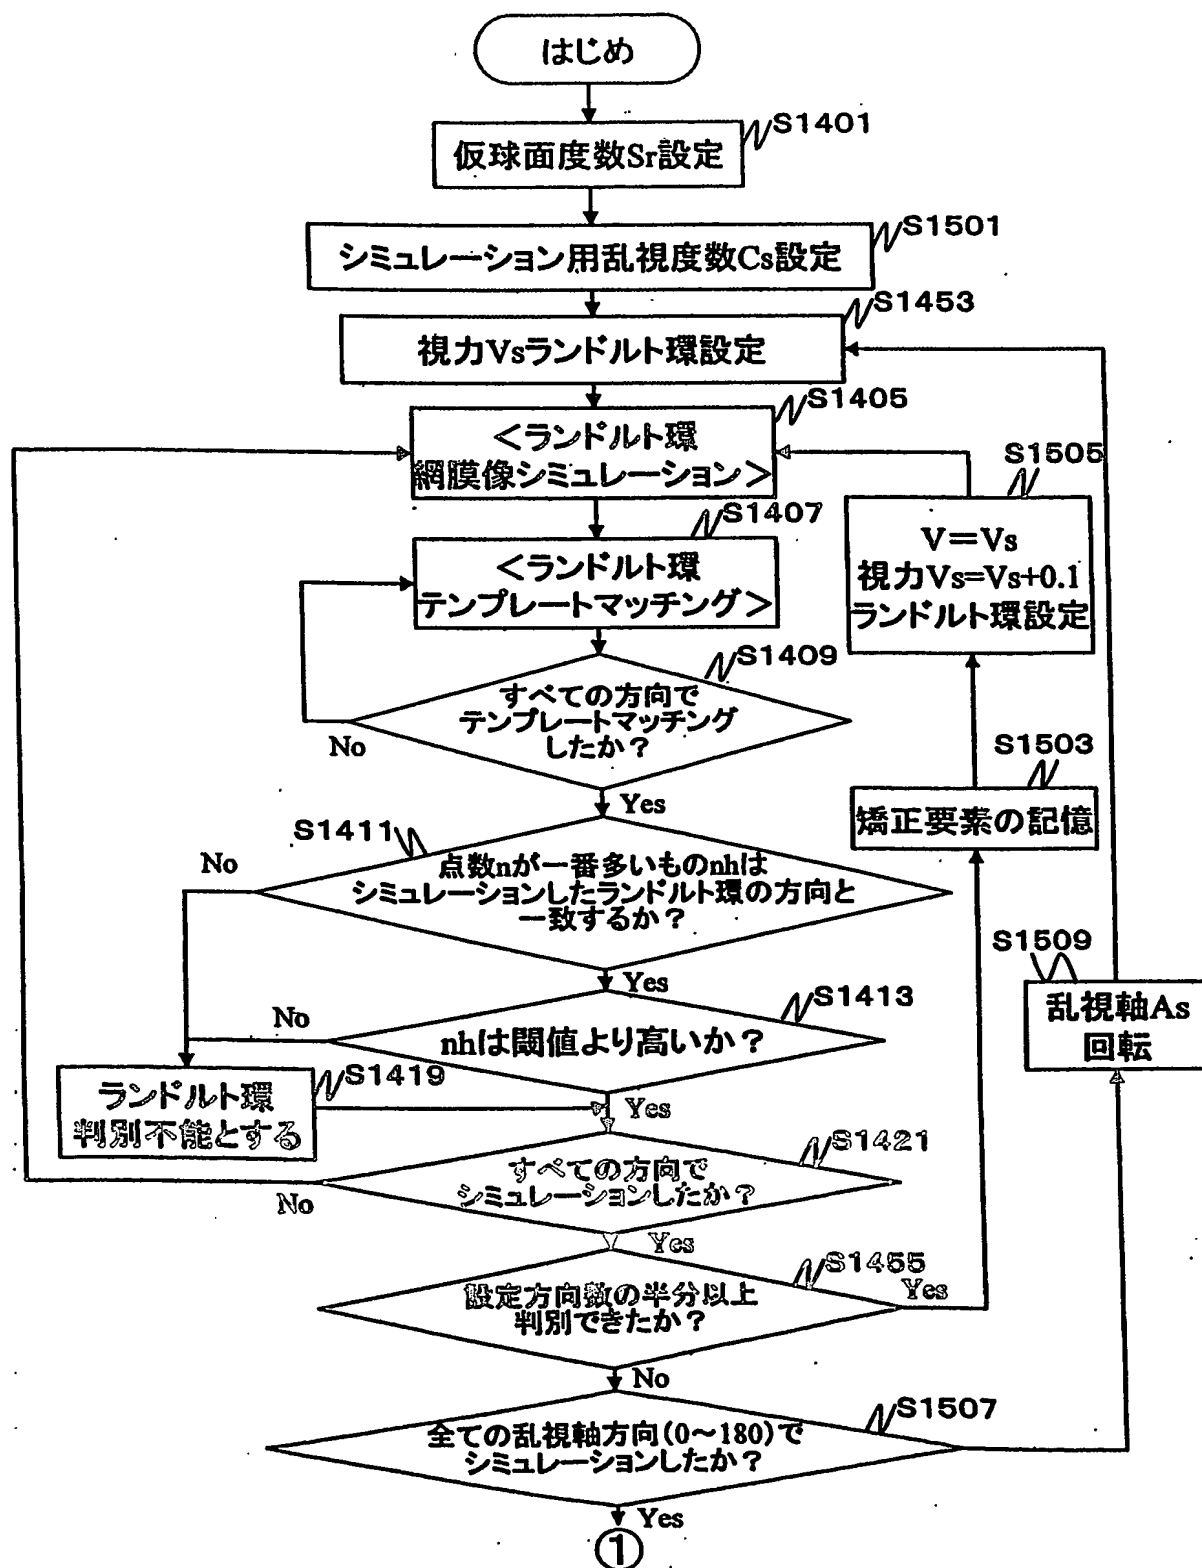 はじめ
S1401
仮球面度数Sr設定
S1501
シミュレーション用乱視度数Cs設定
S1453
視力Vsランドルト環設定
S1405
<ランドルト環
網膜像シミュレーション>
S1505
V=Vs
視力Vs=Vs+0.1
ランドルト環設定
S1407
<ランドルト環
テンプレートマッチング>
S1409
すべての方向で
テンプレートマッチング
したか?
No
Yes
S1503
矯正要素の記憶
S1411
点数nが一番多いものnhは
シミュレーションしたランドルト環の方向と
一致するか?
No
Yes
S1509
乱視軸As
回転
S1413
nhは閾値より高いか?
No
Yes
S1419
ランドルト環
判別不能とする
S1421
すべての方向で
シミュレーションしたか?
No
Yes
S1455
設定方向数の半分以上
判別できたか?
Yes
No
S1507
全ての乱視軸方向(0~180)で
シミュレーションしたか?
Yes
①